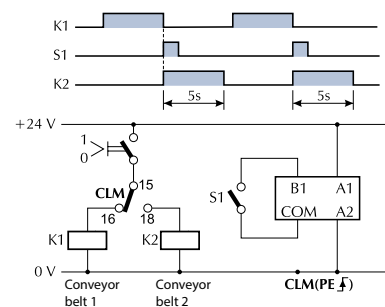 K1
S1
K2
5s 5s
+24 V
1
0
CLM 15
16 18
S1
B1 A1
COM A2
K1 K2
0 V
Conveyor belt 1
Conveyor belt 2
CLM(PE )